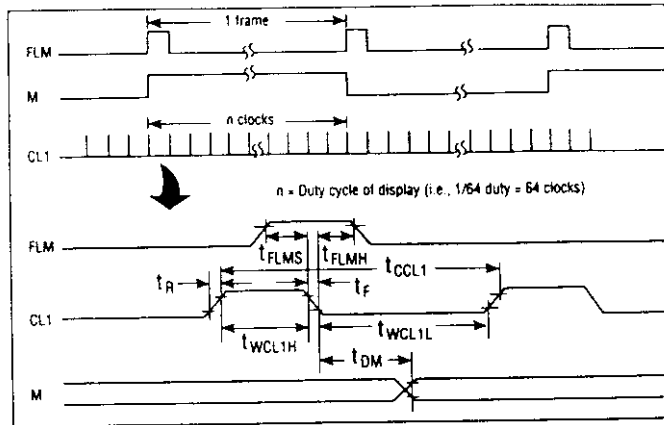 1 frame
FLM
M
n clocks
CL1
n = Duty cycle of display (i.e., 1/64 duty = 64 clocks)
FLM
tFLMS tFLMH
tCCL1
tR tF
CL1
tWCL1H tWCL1L
tDM
M